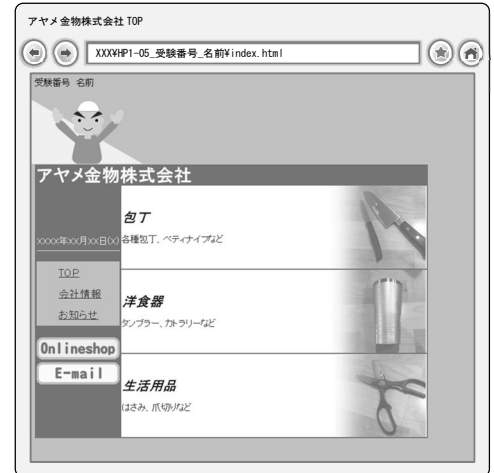 アヤメ金物株式会社 TOP
XXX¥HP1-05_受験番号_名前¥index.html
受験番号 名前
アヤメ金物株式会社
包丁
xxxx年xx月xx日(x)
各種包丁、ペティナイフなど
TOP
会社情報
お知らせ
洋食器
タンブラー、カトラリーなど
Onlineshop
E-mail
生活用品
はさみ、爪切りなど